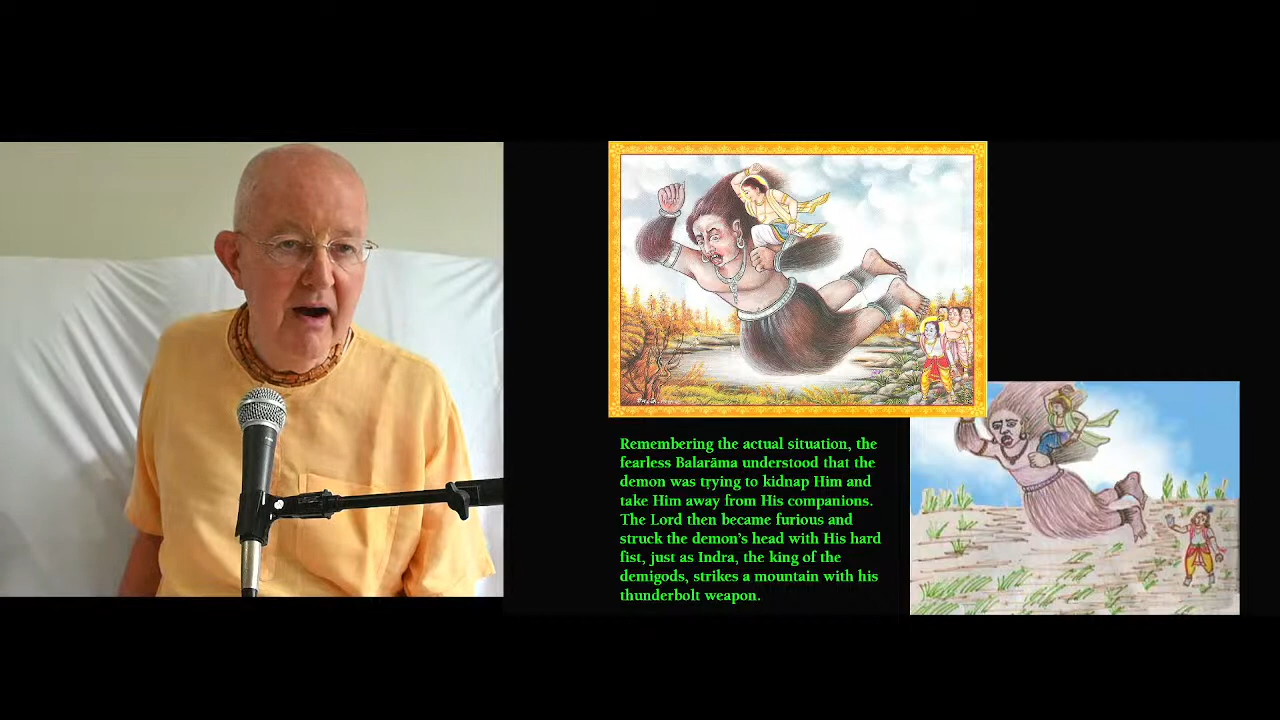 Remembering the actual situation, the
fearless Balarāma understood that the
demon was trying to kidnap Him and
take Him away from His companions.
The Lord then became furious and
struck the demon's head with His hard
fist, just as Indra, the king of the
demigods, strikes a mountain with his
thunderbolt weapon.